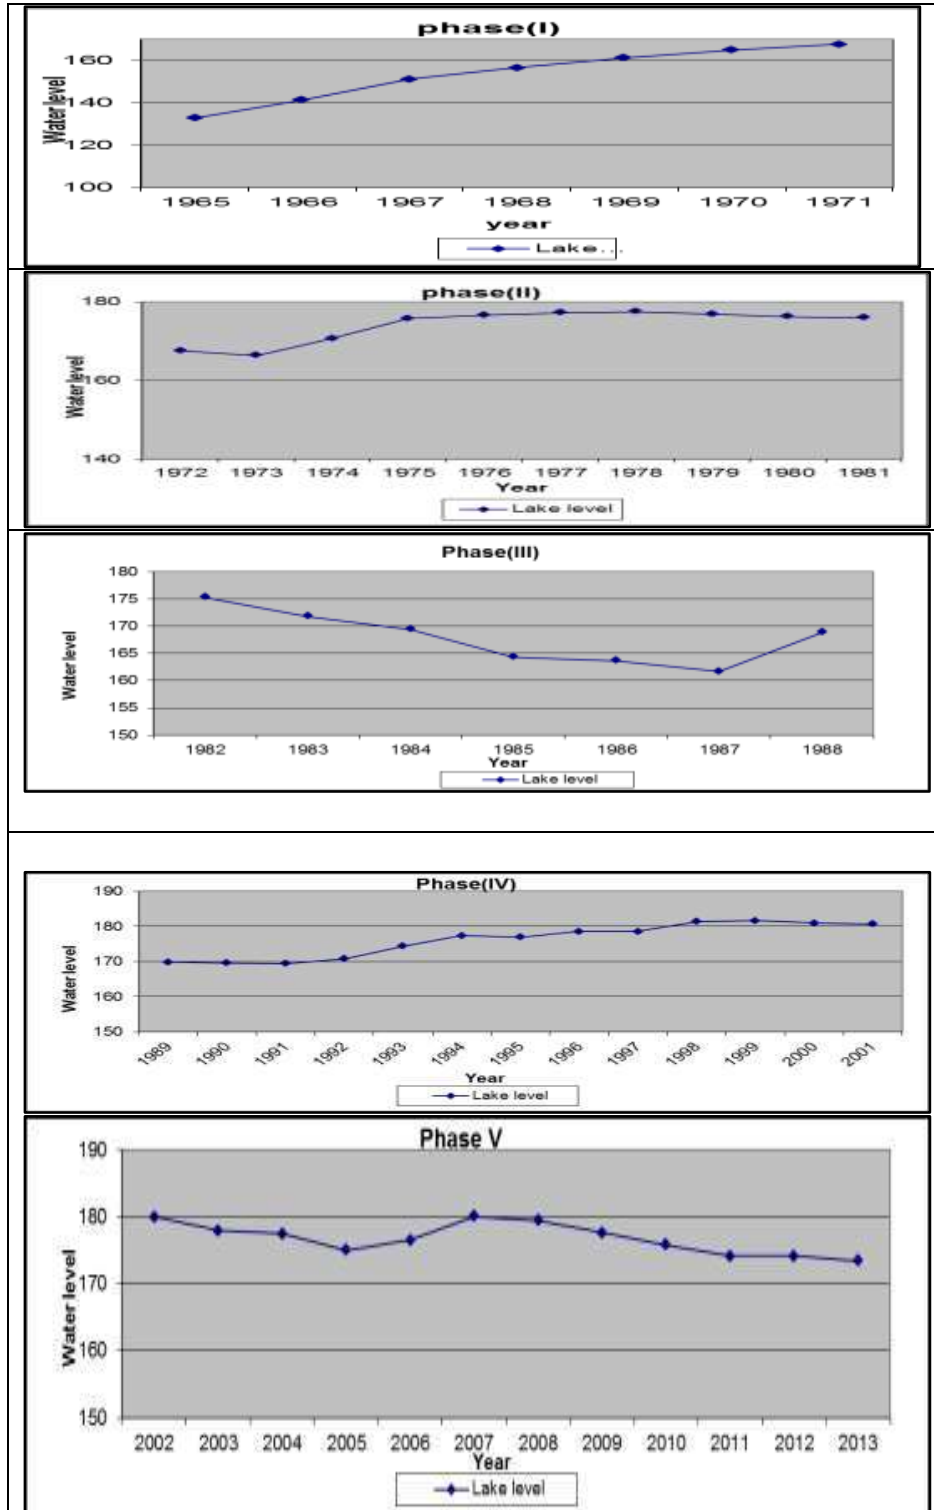 phase(I)
160
140
120
100
Water level
1965 1966 1967 1968 1969 1970 1971
year
Lake...
phase(II)
180
160
140
Water level
1972 1973 1974 1975 1976 1977 1978 1979 1980 1981
Year
Lake level
Phase(III)
180
175
170
165
160
155
150
Water level
1982 1983 1984 1985 1986 1987 1988
Year
Lake level
Phase(IV)
190
180
170
160
150
Water level
1989 1990 1991 1992 1993 1994 1995 1996 1997 1998 1999 2000 2001
Year
Lake level
Phase V
190
180
170
160
150
Water level
2002 2003 2004 2005 2006 2007 2008 2009 2010 2011 2012 2013
Year
Lake level